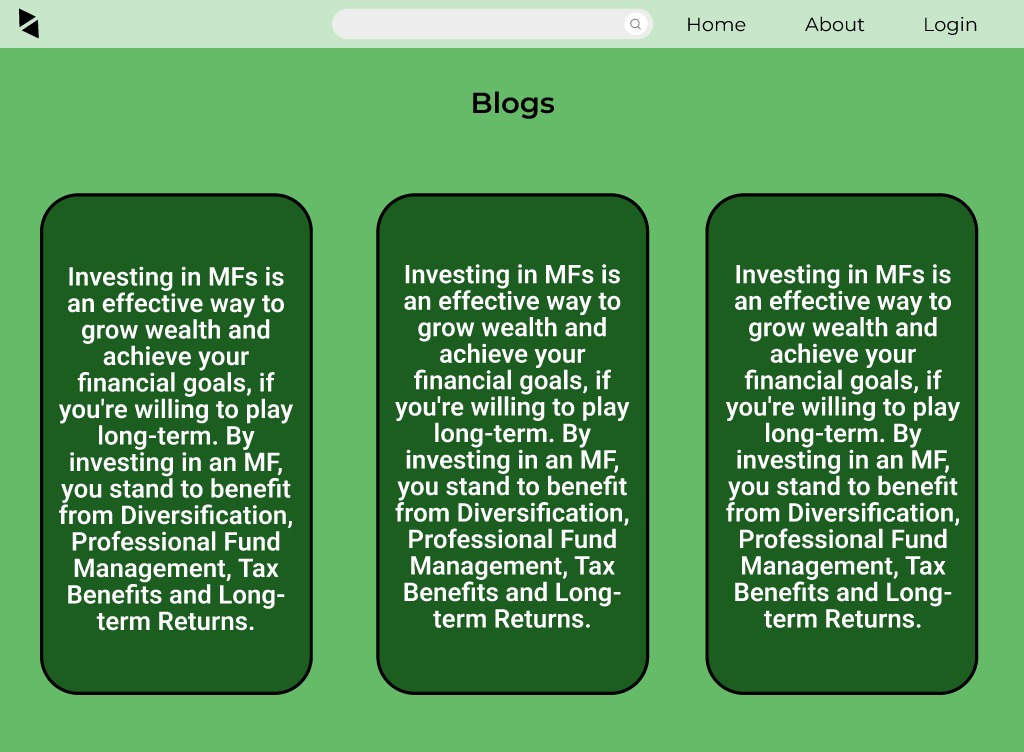 Home About Login
Blogs
Investing in MFs is
an effective way to
grow wealth and
achieve your
financial goals, if
you're willing to play
long-term. By
investing in an MF,
you stand to benefit
from Diversification,
Professional Fund
Management, Tax
Benefits and Long-
term Returns.
Investing in MFs is
an effective way to
grow wealth and
achieve your
financial goals, if
you're willing to play
long-term. By
investing in an MF,
you stand to benefit
from Diversification,
Professional Fund
Management, Tax
Benefits and Long-
term Returns.
Investing in MFs is
an effective way to
grow wealth and
achieve your
financial goals, if
you're willing to play
long-term. By
investing in an MF,
you stand to benefit
from Diversification,
Professional Fund
Management, Tax
Benefits and Long-
term Returns.